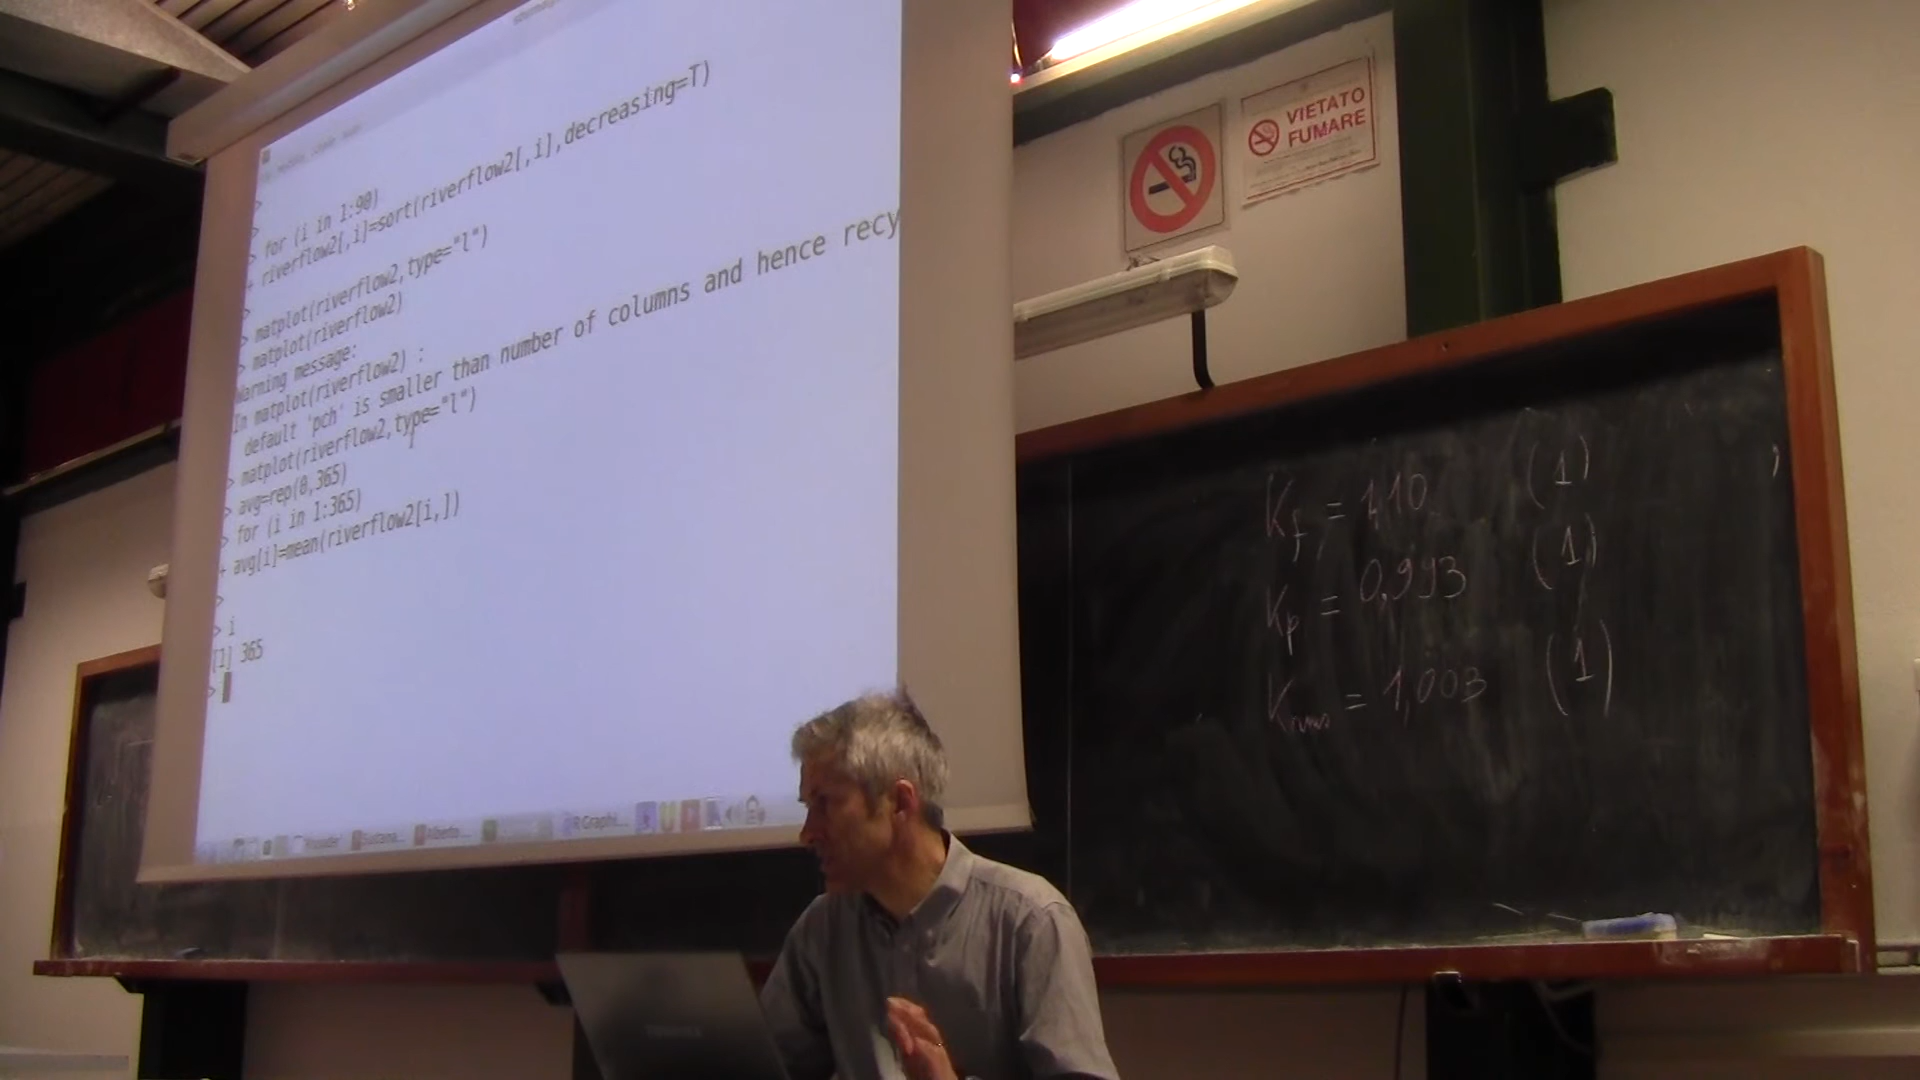 >
>
> for (i in 1:90)
+ riverflow2[,i]=sort(riverflow2[,i],decreasing=T)
>
> matplot(riverflow2,type="l")
> matplot(riverflow2)
Warning message:
In matplot(riverflow2) :
default 'pch' is smaller than number of columns and hence recy
> matplot(riverflow2,type="l")
> avg=rep(0,365)
> for (i in 1:365)
+ avg[i]=mean(riverflow2[i,])
>
> i
[1] 365
>
R Graphi...
VIETATO
FUMARE
Kf = 1,10 (1)
Kp = 0,993 (1)
= 1,003 (1)